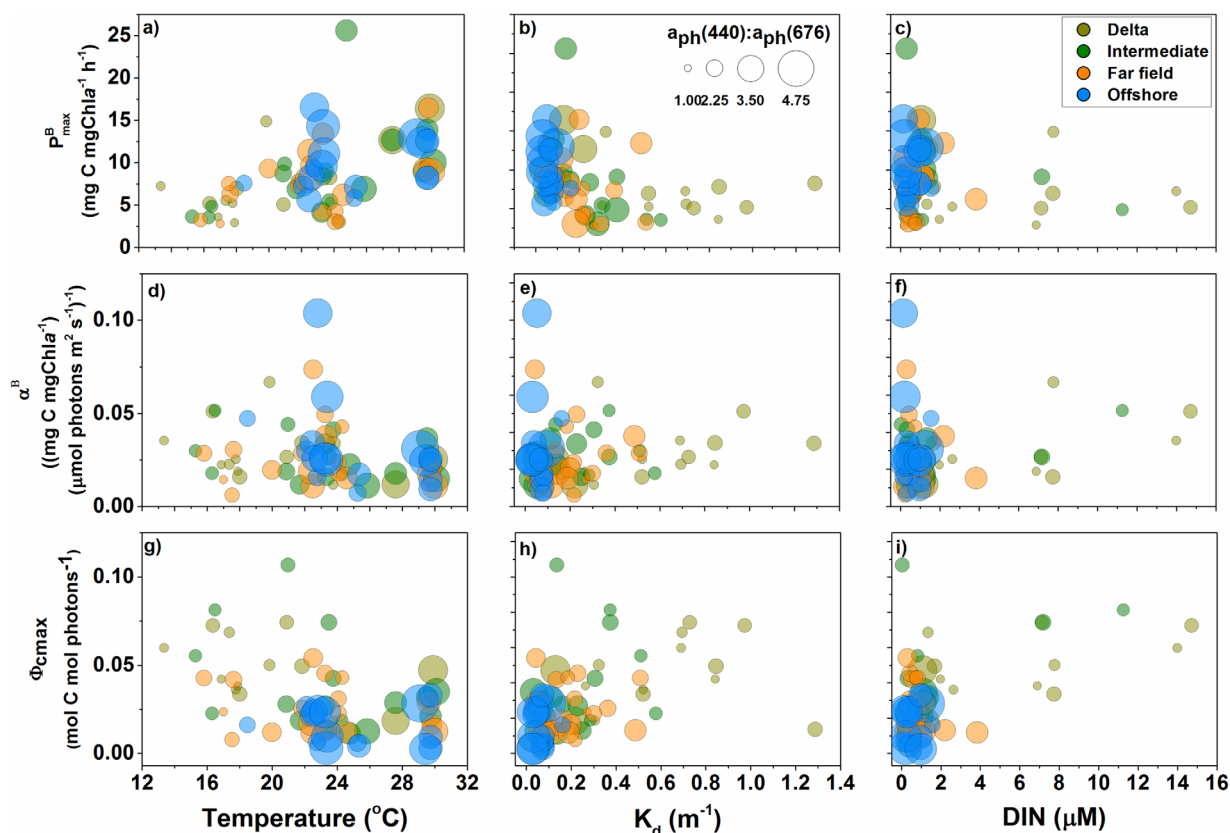 a)
b)
c)
aph(440):aph(676)
1.00 2.25 3.50 4.75
Delta
Intermediate
Far field
Offshore
25
20
15
10
5
0
P^B_max
(mg C mgChla^-1 h^-1)
d)
e)
f)
0.10
0.05
0.00
α^B
((mg C mgChla^-1)
(μmol photons m^2 s^-1)^-1)
g)
h)
i)
0.10
0.05
0.00
Φcmax
(mol C mol photons^-1)
12 16 20 24 28 32
0.0 0.2 0.4 0.6 0.8 1.0 1.2 1.4
0 2 4 6 8 10 12 14 16
Temperature (°C)
K_d (m^-1)
DIN (μM)